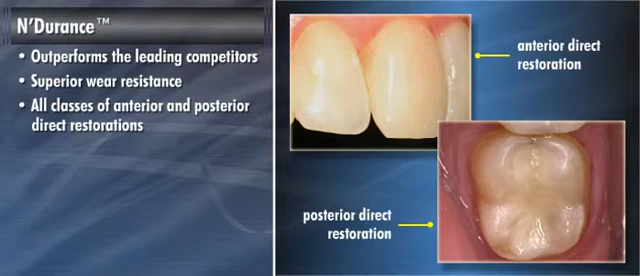 N'Durance™
• Outperforms the leading competitors
• Superior wear resistance
• All classes of anterior and posterior
direct restorations
anterior direct
restoration
posterior direct
restoration